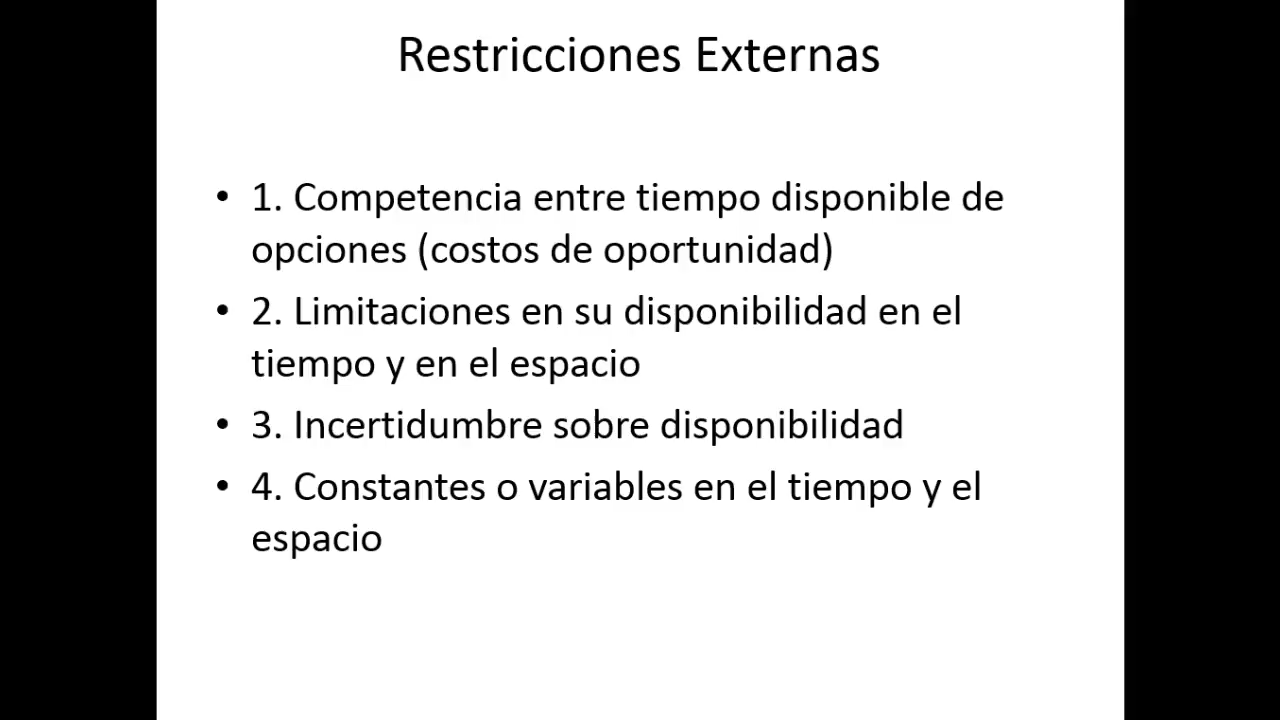 Restricciones Externas
• 1. Competencia entre tiempo disponible de
opciones (costos de oportunidad)
• 2. Limitaciones en su disponibilidad en el
tiempo y en el espacio
• 3. Incertidumbre sobre disponibilidad
• 4. Constantes o variables en el tiempo y el
espacio